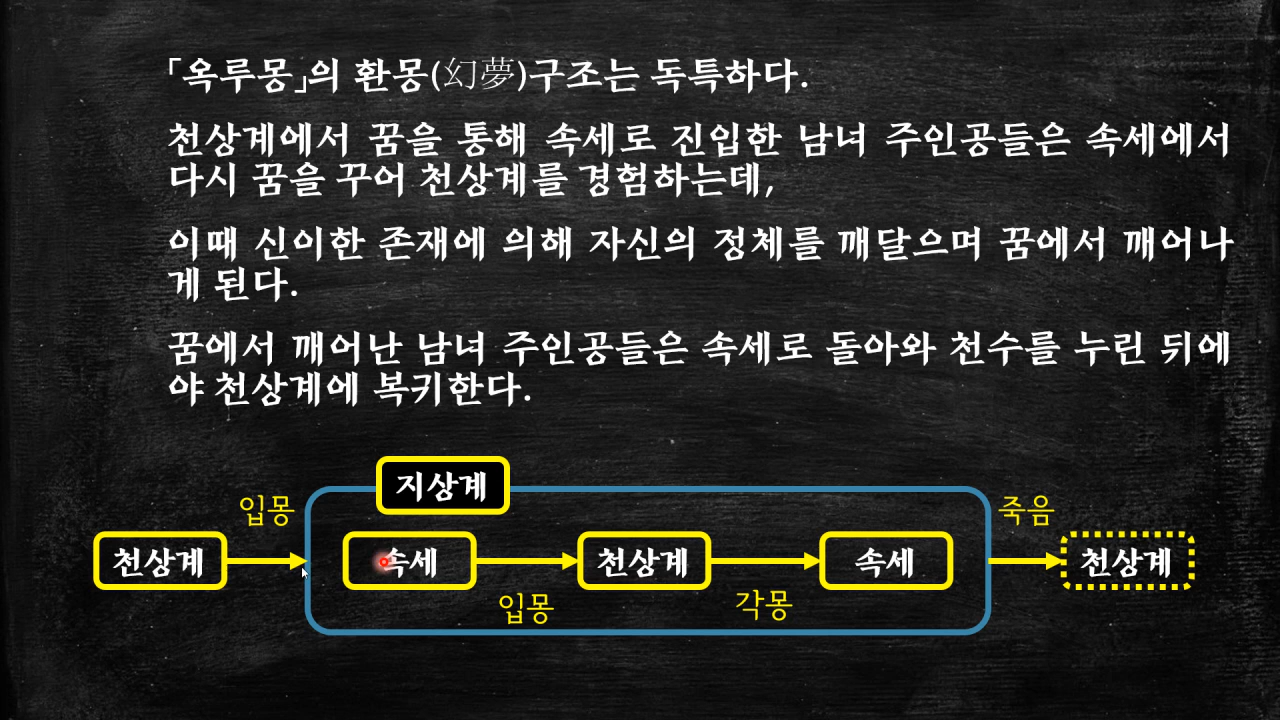 「옥루몽」의 환몽(幻夢)구조는 독특하다.
천상계에서 꿈을 통해 속세로 진입한 남녀 주인공들은 속세에서
다시 꿈을 꾸어 천상계를 경험하는데,
이때 신이한 존재에 의해 자신의 정체를 깨달으며 꿈에서 깨어나
게 된다.
꿈에서 깨어난 남녀 주인공들은 속세로 돌아와 천수를 누린 뒤에
야 천상계에 복귀한다.
지상계
입몽
죽음
천상계
속세
천상계
속세
천상계
입몽
각몽